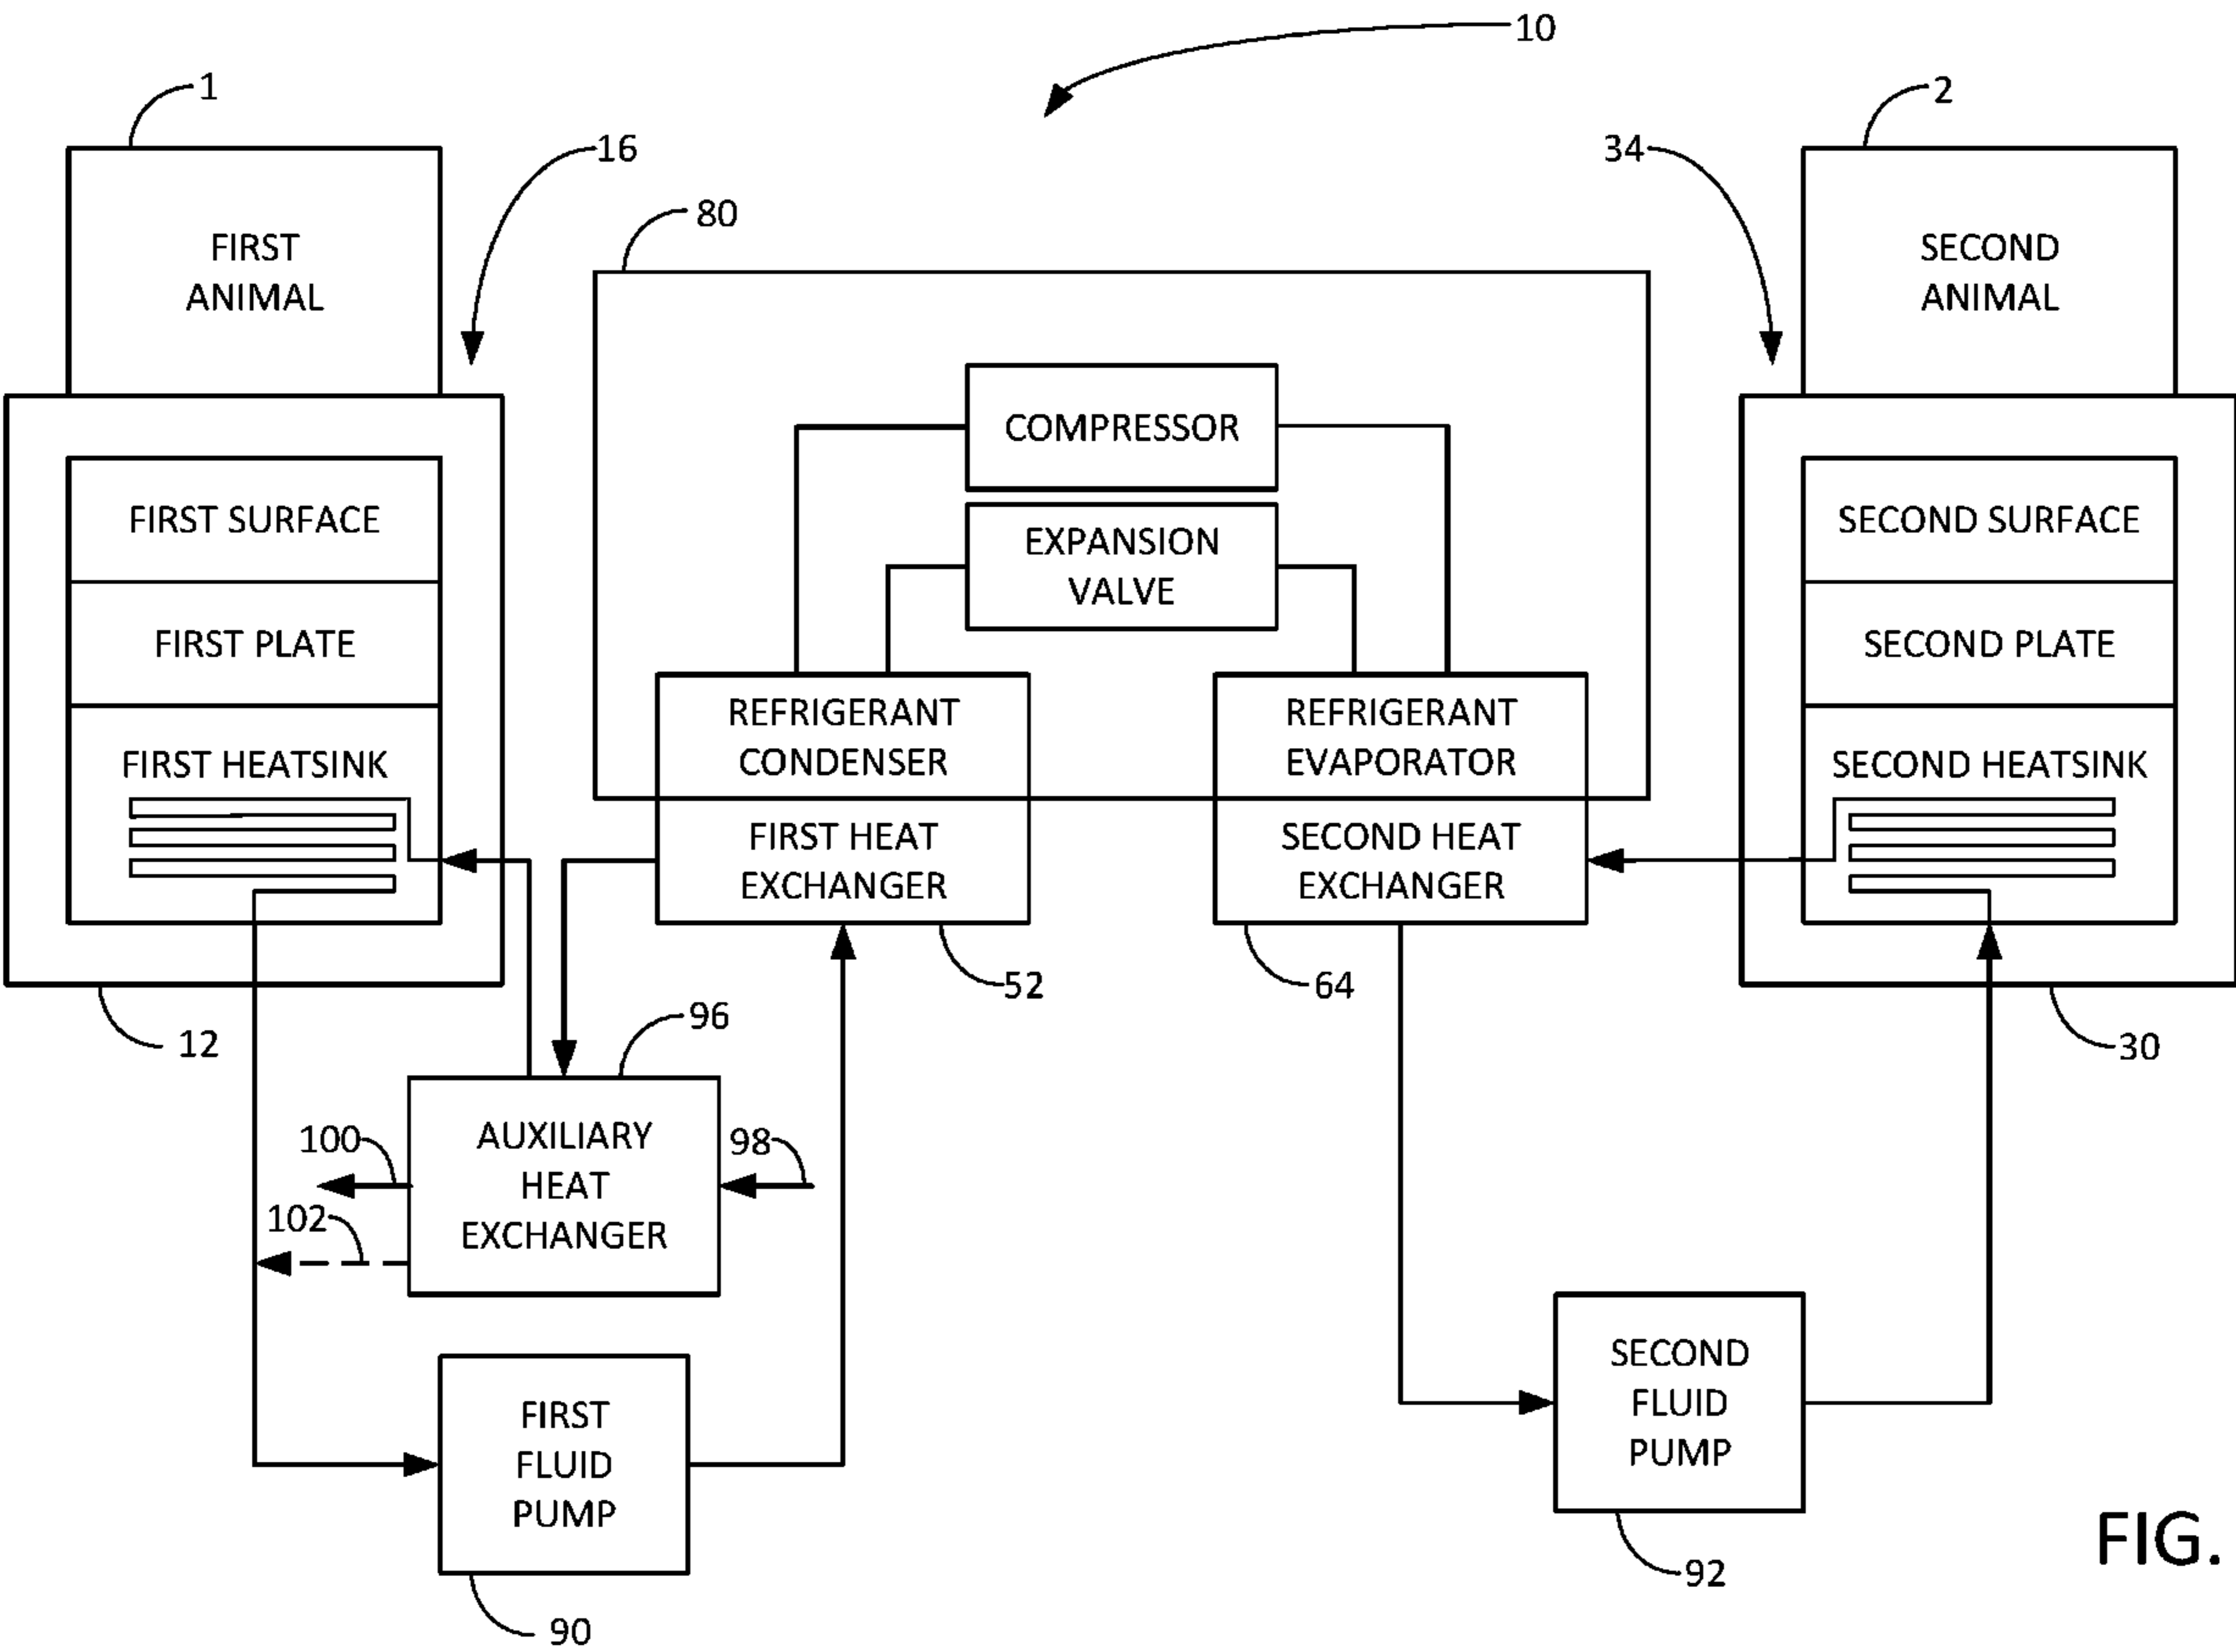 10
1
2
16
34
80
FIRST
ANIMAL
SECOND
ANIMAL
COMPRESSOR
EXPANSION
VALVE
FIRST SURFACE
FIRST PLATE
FIRST HEATSINK
REFRIGERANT
CONDENSER
FIRST HEAT
EXCHANGER
REFRIGERANT
EVAPORATOR
SECOND HEAT
EXCHANGER
SECOND SURFACE
SECOND PLATE
SECOND HEATSINK
52
64
12
96
30
100
AUXILIARY
HEAT
EXCHANGER
98
102
FIRST
FLUID
PUMP
SECOND
FLUID
PUMP
90
92
FIG.